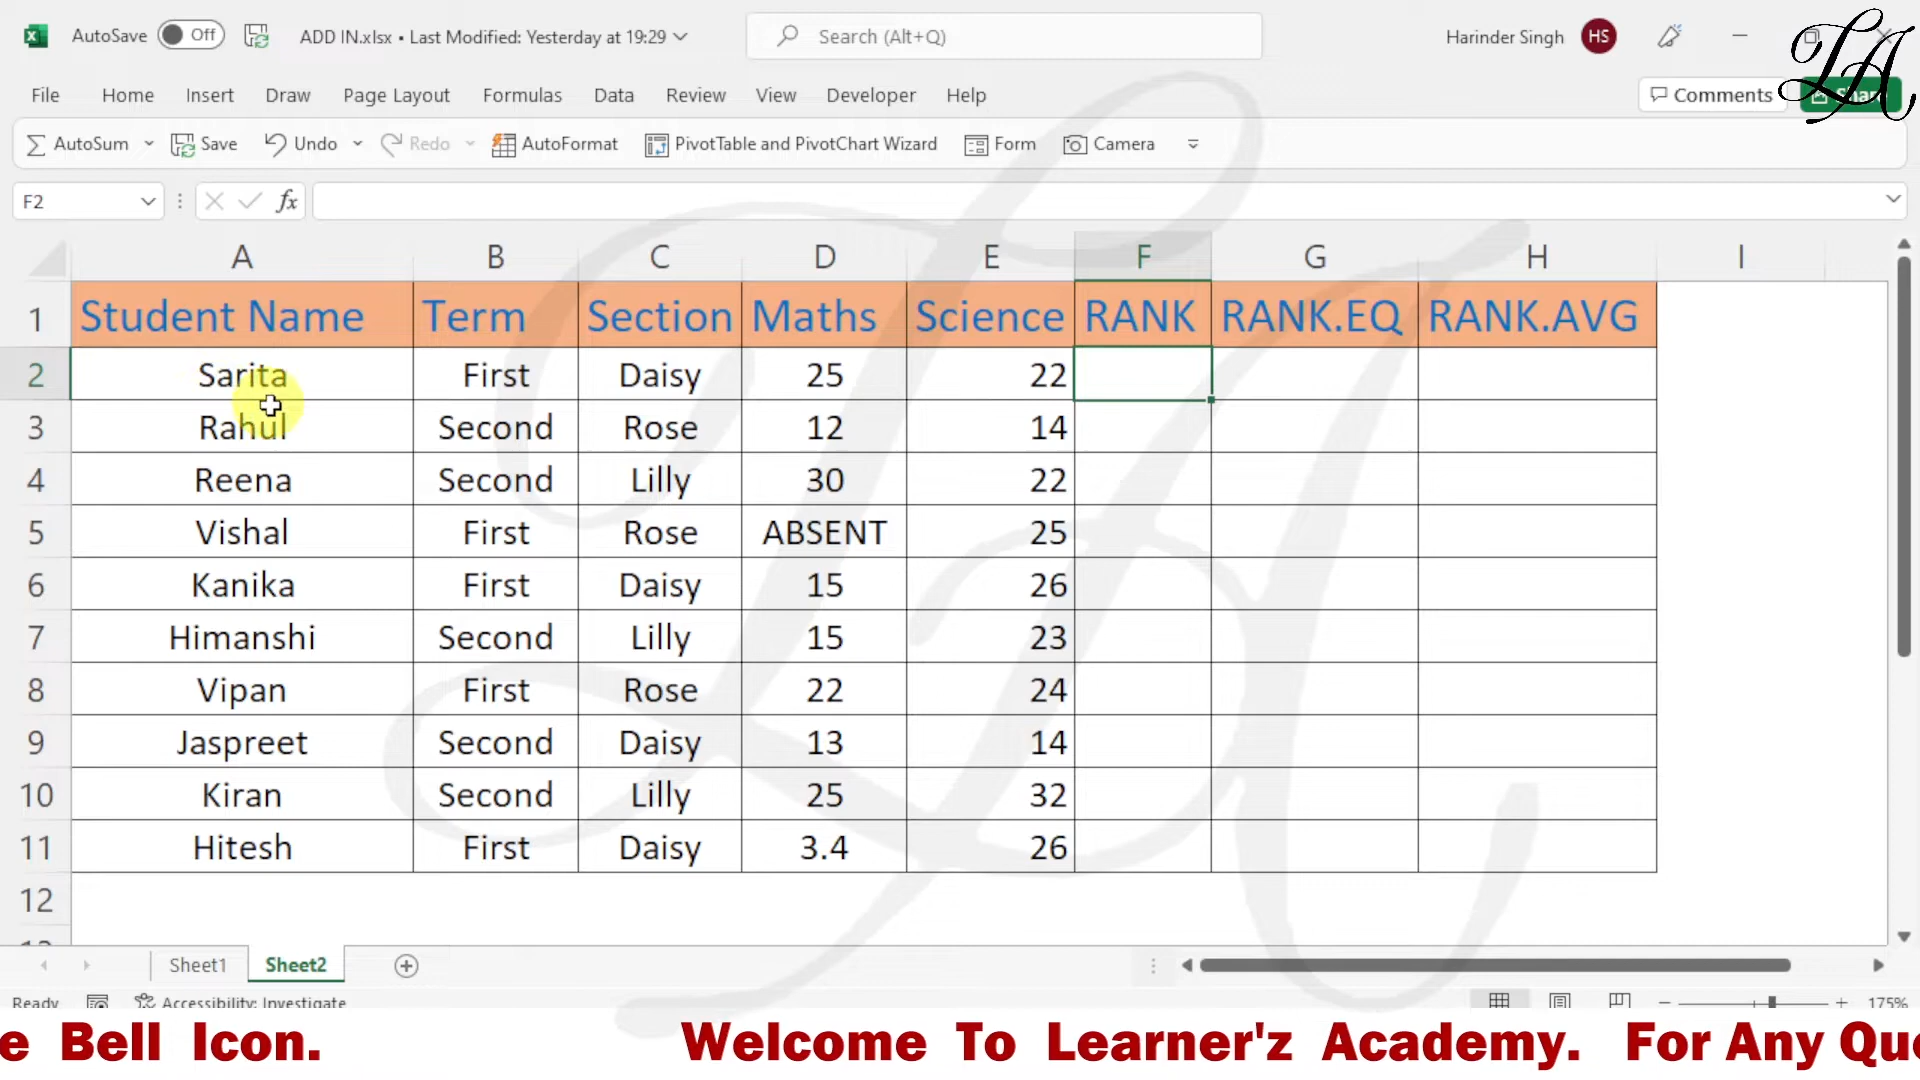 AutoSave Off ADD IN.xlsx • Last Modified: Yesterday at 19:29 Search (Alt+Q) Harinder Singh HS
File Home Insert Draw Page Layout Formulas Data Review View Developer Help Comments Share
AutoSum Save Undo Redo AutoFormat PivotTable and PivotChart Wizard Form Camera
F2 fx
A B C D E F G H I
1 Student Name Term Section Maths Science RANK RANK.EQ RANK.AVG
2 Sarita First Daisy 25 22
3 Rahul Second Rose 12 14
4 Reena Second Lilly 30 22
5 Vishal First Rose ABSENT 25
6 Kanika First Daisy 15 26
7 Himanshi Second Lilly 15 23
8 Vipan First Rose 22 24
9 Jaspreet Second Daisy 13 14
10 Kiran Second Lilly 25 32
11 Hitesh First Daisy 3.4 26
12
Sheet1 Sheet2
Ready Accessibility: Investigate 175%
e Bell Icon. Welcome To Learner'z Academy. For Any Que
LA